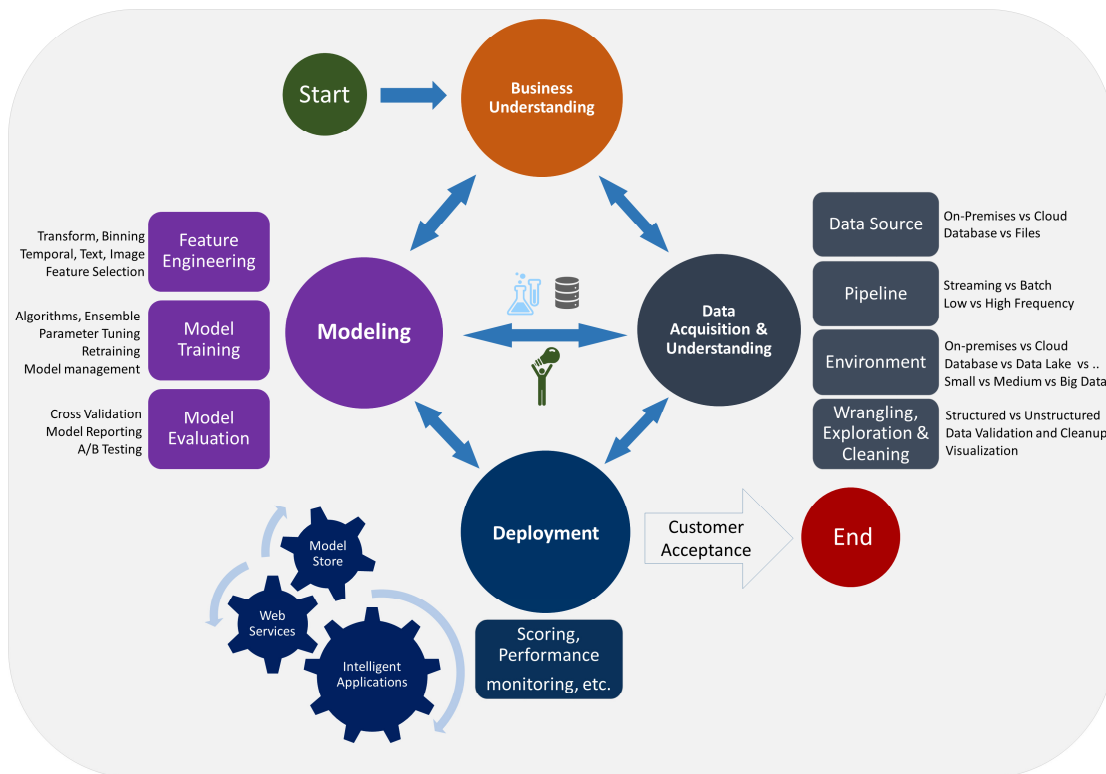 Start
Business
Understanding
Transform, Binning
Temporal, Text, Image
Feature Selection
Feature
Engineering
Algorithms, Ensemble
Parameter Tuning
Retraining
Model management
Model
Training
Cross Validation
Model Reporting
A/B Testing
Model
Evaluation
Modeling
Data
Acquisition &
Understanding
Data Source
On-Premises vs Cloud
Database vs Files
Pipeline
Streaming vs Batch
Low vs High Frequency
Environment
On-premises vs Cloud
Database vs Data Lake vs ..
Small vs Medium vs Big Data
Wrangling,
Exploration &
Cleaning
Structured vs Unstructured
Data Validation and Cleanup
Visualization
Deployment
Customer
Acceptance
End
Model
Store
Web
Services
Intelligent
Applications
Scoring,
Performance
monitoring, etc.